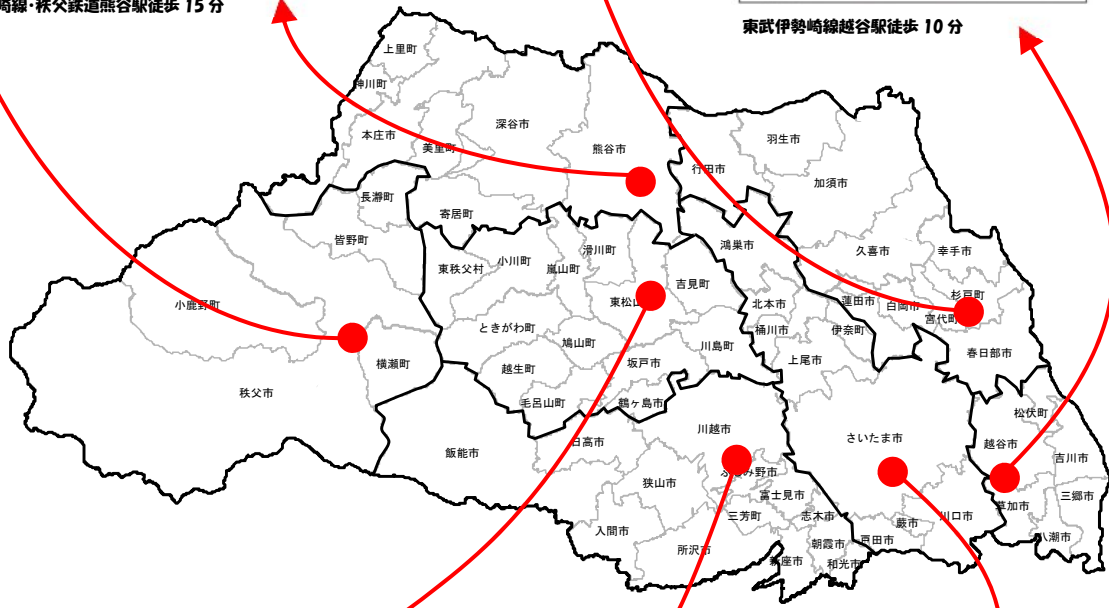 崎線・秩父鉄道熊谷駅徒歩 15 分
東武伊勢崎線越谷駅徒歩 10 分
上里町
神川町
本庄市
美里町
深谷市
熊谷市
行田市
羽生市
加須市
長瀞町
皆野町
寄居町
小鹿野町
秩父市
横瀬町
東秩父村
小川町
嵐山町
滑川町
吉見町
東松山
ときがわ町
鳩山町
越生町
毛呂山町
坂戸市
鶴ヶ島市
川島町
鴻巣市
北本市
桶川市
上尾市
伊奈町
蓮田市
白岡市
久喜市
幸手市
杉戸町
宮代町
春日部市
飯能市
日高市
川越市
狭山市
入間市
所沢市
ふじみ野市
富士見市
三芳町
志木市
朝霞市
新座市
和光市
さいたま市
戸田市
蕨市
川口市
松伏町
越谷市
吉川市
草加市
三郷市
八潮市